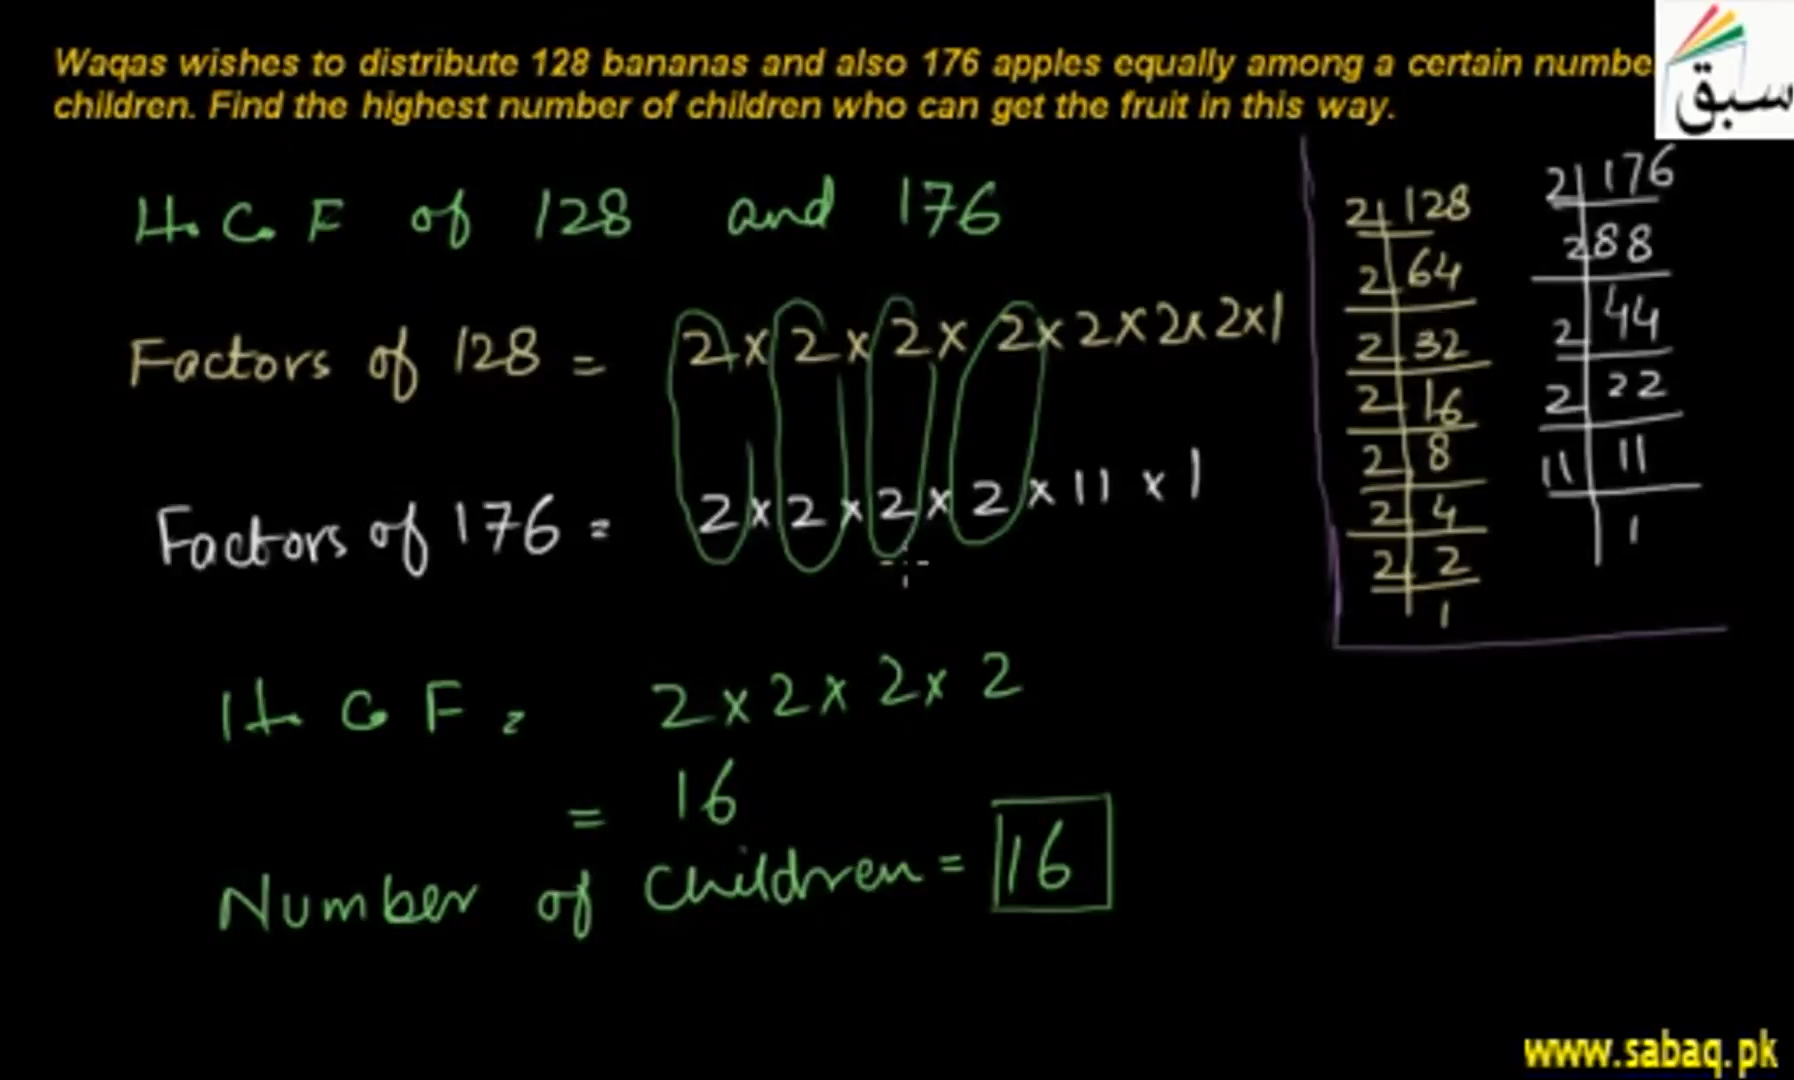 Waqas wishes to distribute 128 bananas and also 176 apples equally among a certain numbe
children. Find the highest number of children who can get the fruit in this way.
سبق
H.C.F of 128 and 176
Factors of 128 = 2×2×2×2×2×2×2×1
Factors of 176 = 2×2×2×2×11×1
H C F = 2×2×2×2
= 16
Number of children = 16
2 128
2 64
2 32
2 16
2 8
2 4
2 2
1
2 176
2 88
2 44
2 22
11 11
1
www.sabaq.pk